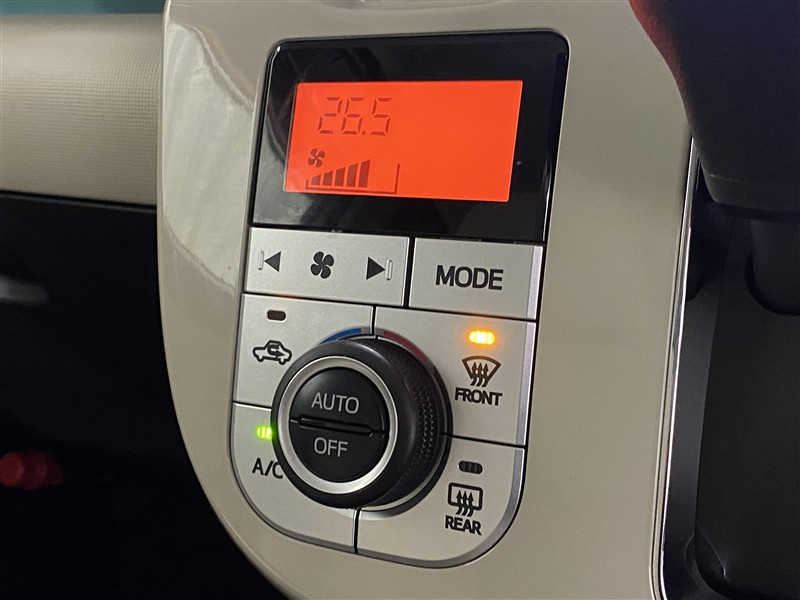 26.5
MODE
FRONT
AUTO
OFF
A/C
REAR